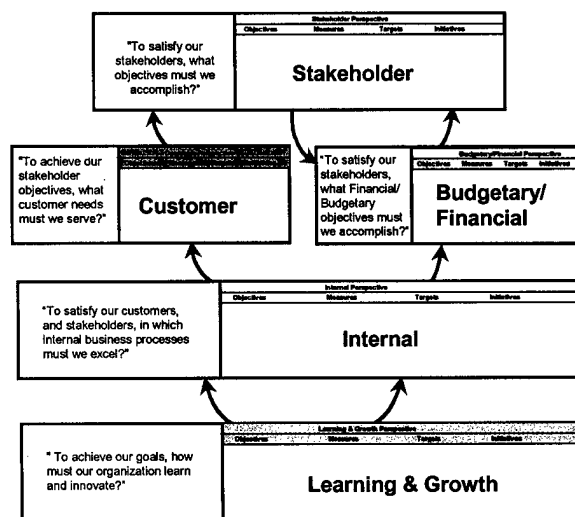 Stakeholder Perspective
Objectives Measures Targets Initiatives
"To satisfy our
stakeholders, what
objectives must we
accomplish?"
Stakeholder
"To achieve our
stakeholder
objectives, what
customer needs
must we serve?"
Customer
"To satisfy our
stakeholders,
what Financial/
Budgetary
objectives must
we accomplish?"
Budgetary/Financial Perspective
Objectives Measures Targets Initiatives
Budgetary/
Financial
"To satisfy our customers,
and stakeholders, in which
internal business processes
must we excel?"
Internal Perspective
Objectives Measures Targets Initiatives
Internal
" To achieve our goals, how
must our organization learn
and innovate?"
Learning & Growth Perspective
Objectives Measures Targets Initiatives
Learning & Growth